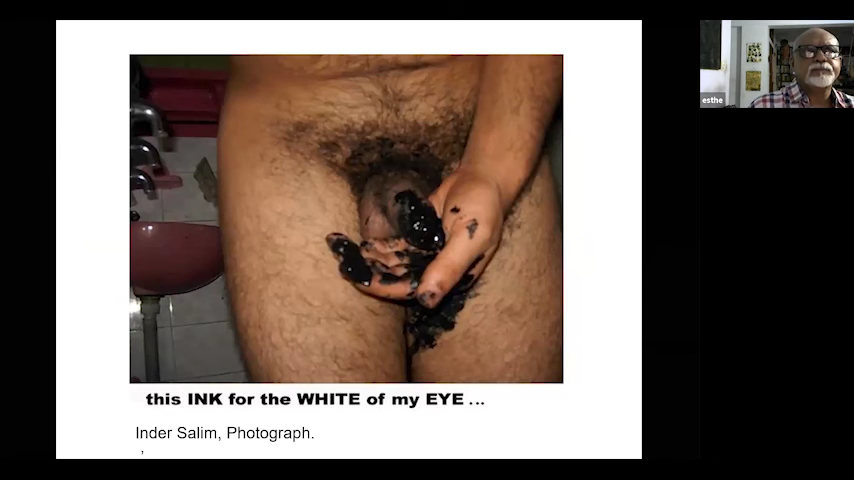 esthe
this INK for the WHITE of my EYE ...
Inder Salim, Photograph.
,